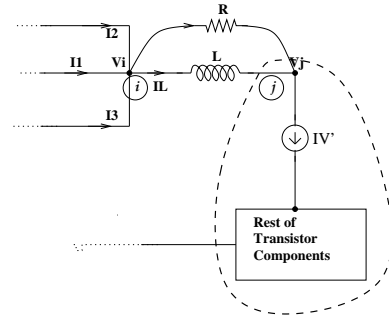 R
I2
Vi
L
Vj
I1
i
IL
j
I3
IV'
Rest of
Transistor
Components